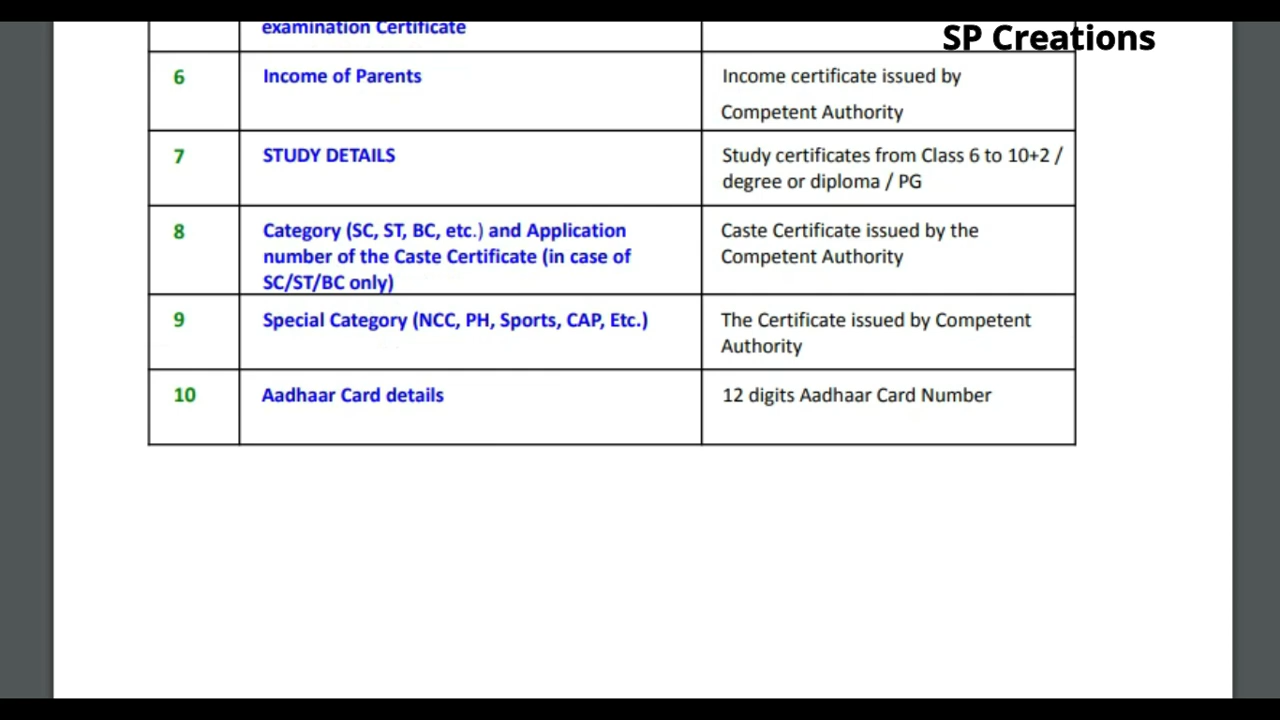 examination Certificate
SP Creations
6 Income of Parents Income certificate issued by
Competent Authority
7 STUDY DETAILS Study certificates from Class 6 to 10+2 /
degree or diploma / PG
8 Category (SC, ST, BC, etc.) and Application Caste Certificate issued by the
number of the Caste Certificate (in case of Competent Authority
SC/ST/BC only)
9 Special Category (NCC, PH, Sports, CAP, Etc.) The Certificate issued by Competent
Authority
10 Aadhaar Card details 12 digits Aadhaar Card Number